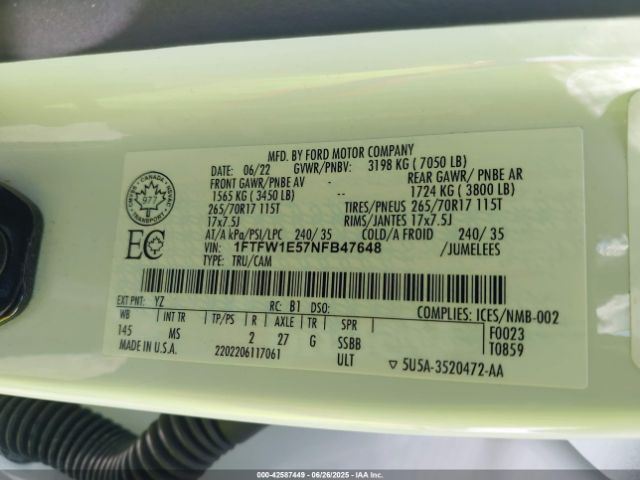 MFD. BY FORD MOTOR COMPANY
DATE: 06/22 GVWR/PNBV: 3198 KG ( 7050 LB)
FRONT GAWR/ PNBE AV - REAR GAWR/ PNBE AR
1565 KG ( 3450 LB) -- 1724 KG ( 3800 LB)
265/70R17 115T TIRES/PNEUS 265/70R17 115T
17x7.5J RIMS/JANTES 17x7.5J
AT/A kPa/PSI/LPC 240/ 35 COLD/A FROID 240/ 35
VIN: 1FTFW1E57NFB47648 /JUMELEES
TYPE: TRU/CAM
CANADA
977
TRANSPORT
EC
EXT PNT: YZ RC: B1 DSO: COMPLIES: ICES/NMB-002
WB INT TR TP/PS R AXLE TR SPR F0023
145 MS 2 27 G SSBB T0859
MADE IN U.S.A. 2202206117061 ULT ▽ 5U5A-3520472-AA
000-42587449 - 06/26/2025 - IAA Inc.